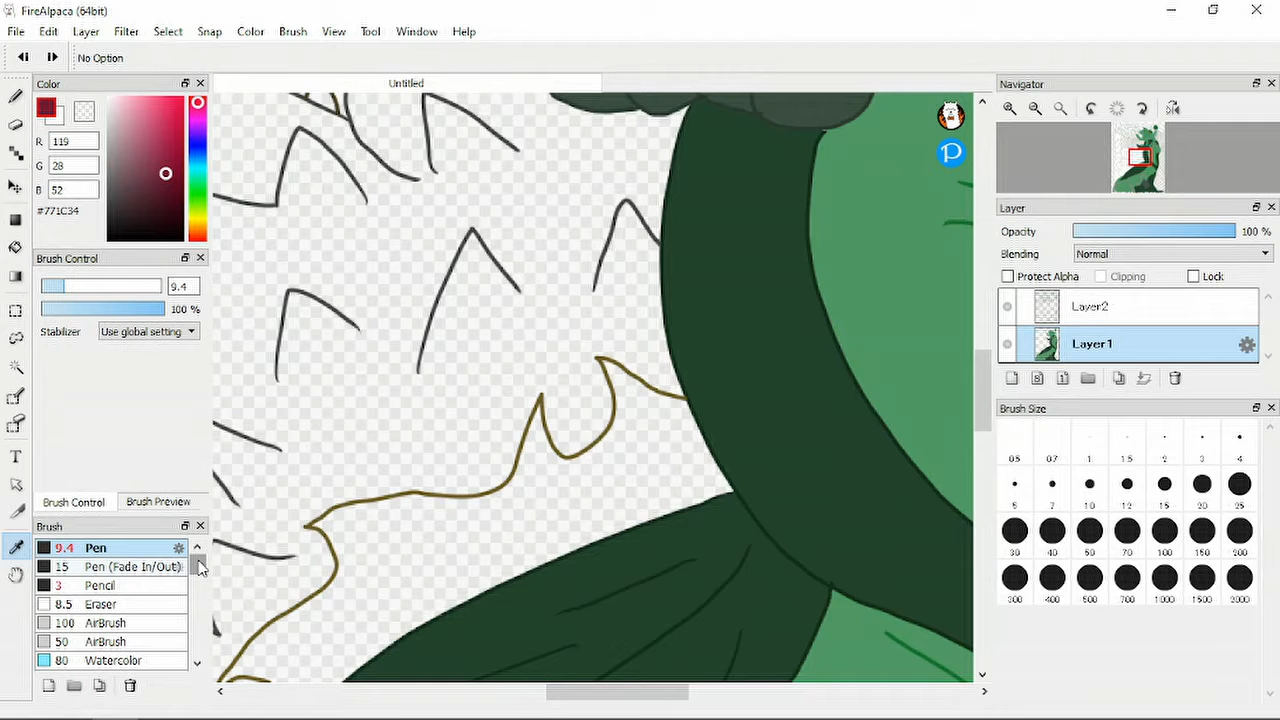 FireAlpaca (64bit)
File Edit Layer Filter Select Snap Color Brush View Tool Window Help
No Option
Color
Untitled
Navigator
R 119
G 28
B 52
#771C34
Layer
Opacity 100 %
Blending Normal
Protect Alpha Clipping Lock
Layer2
Layer1
Brush Control
9.4
100 %
Stabilizer Use global setting
Brush Control Brush Preview
Brush Size
0.5 0.7 1 1.5 2 3 4
5 7 10 12 15 20 25
30 40 50 70 100 150 200
300 400 500 700 1000 1500 2000
Brush
9.4 Pen
15 Pen (Fade In/Out)
3 Pencil
8.5 Eraser
100 AirBrush
50 AirBrush
80 Watercolor